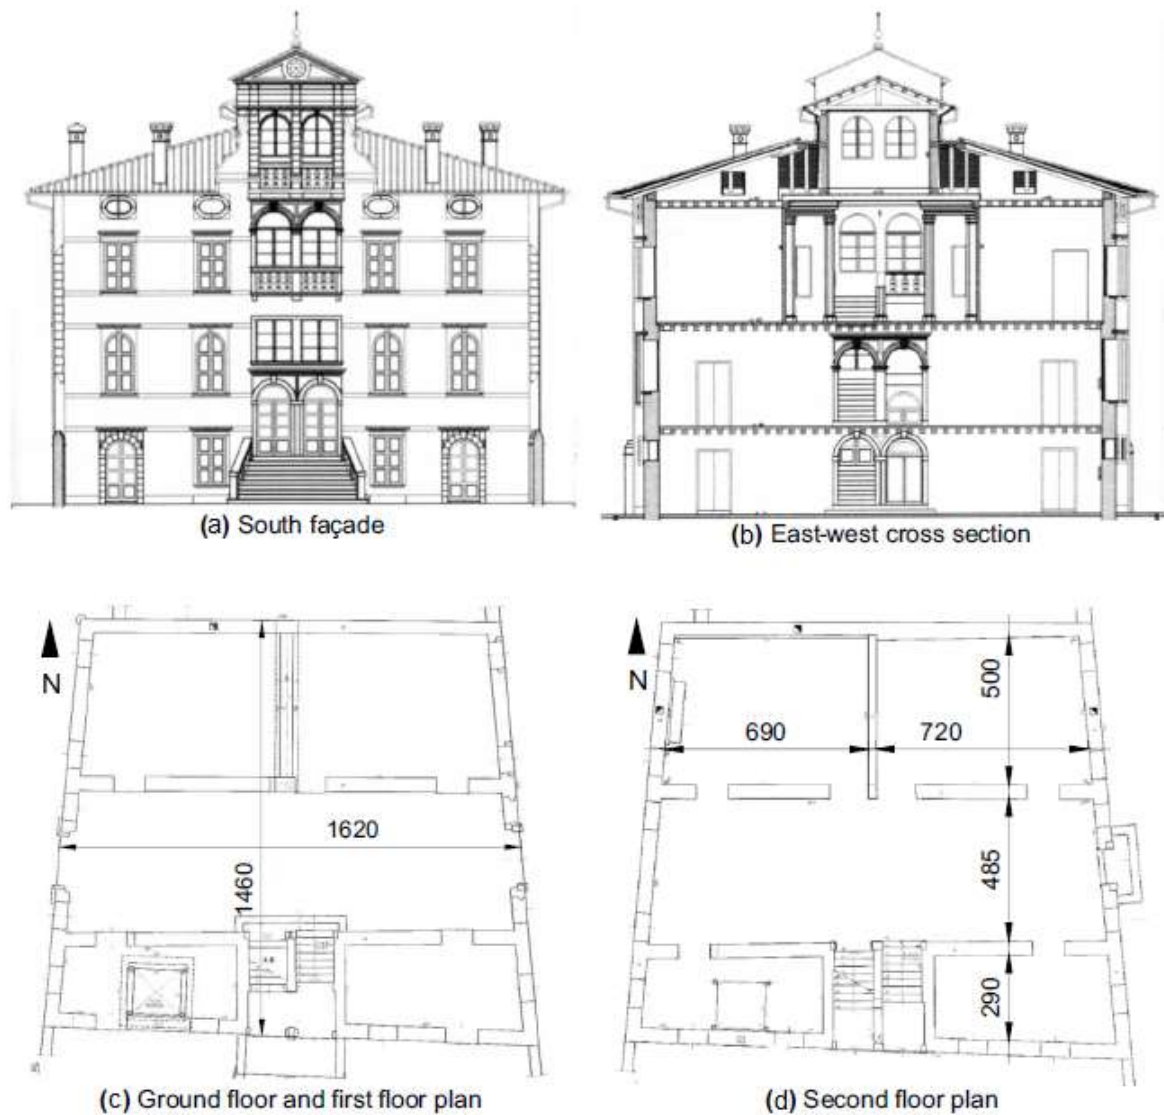 (a) South façade
(b) East-west cross section
N
1620
1460
N
690
720
500
485
290
(c) Ground floor and first floor plan
(d) Second floor plan